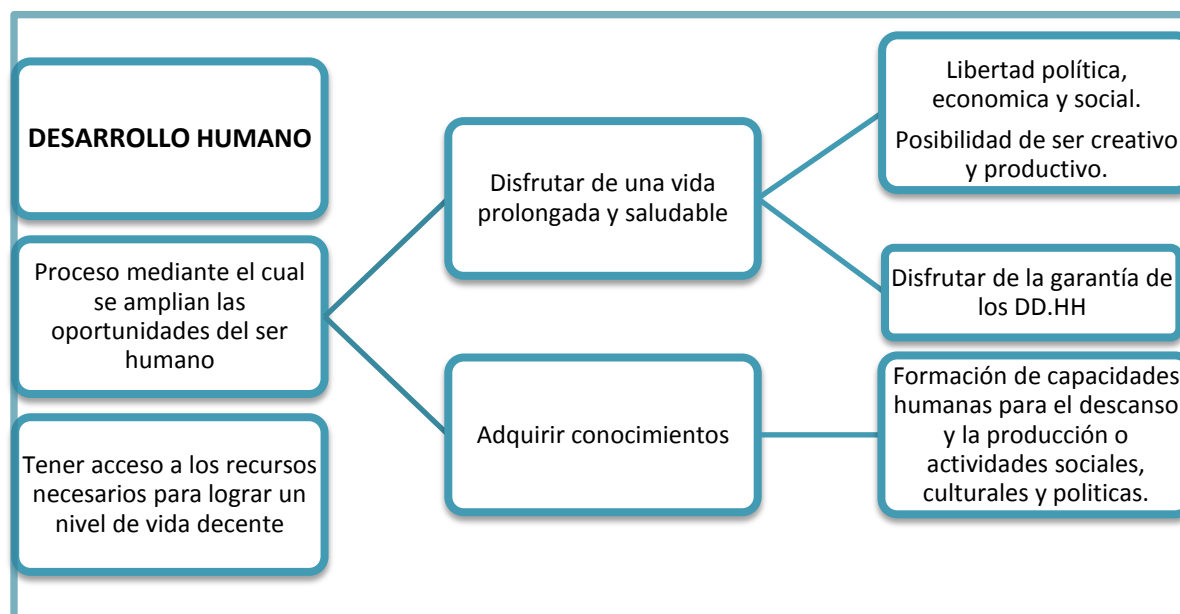 DESARROLLO HUMANO
Proceso mediante el cual
se amplian las
oportunidades del ser
humano
Tener acceso a los recursos
necesarios para lograr un
nivel de vida decente
Disfrutar de una vida
prolongada y saludable
Adquirir conocimientos
Libertad política,
economica y social.
Posibilidad de ser creativo
y productivo.
Disfrutar de la garantía de
los DD.HH
Formación de capacidades
humanas para el descanso
y la producción o
actividades sociales,
culturales y politicas.